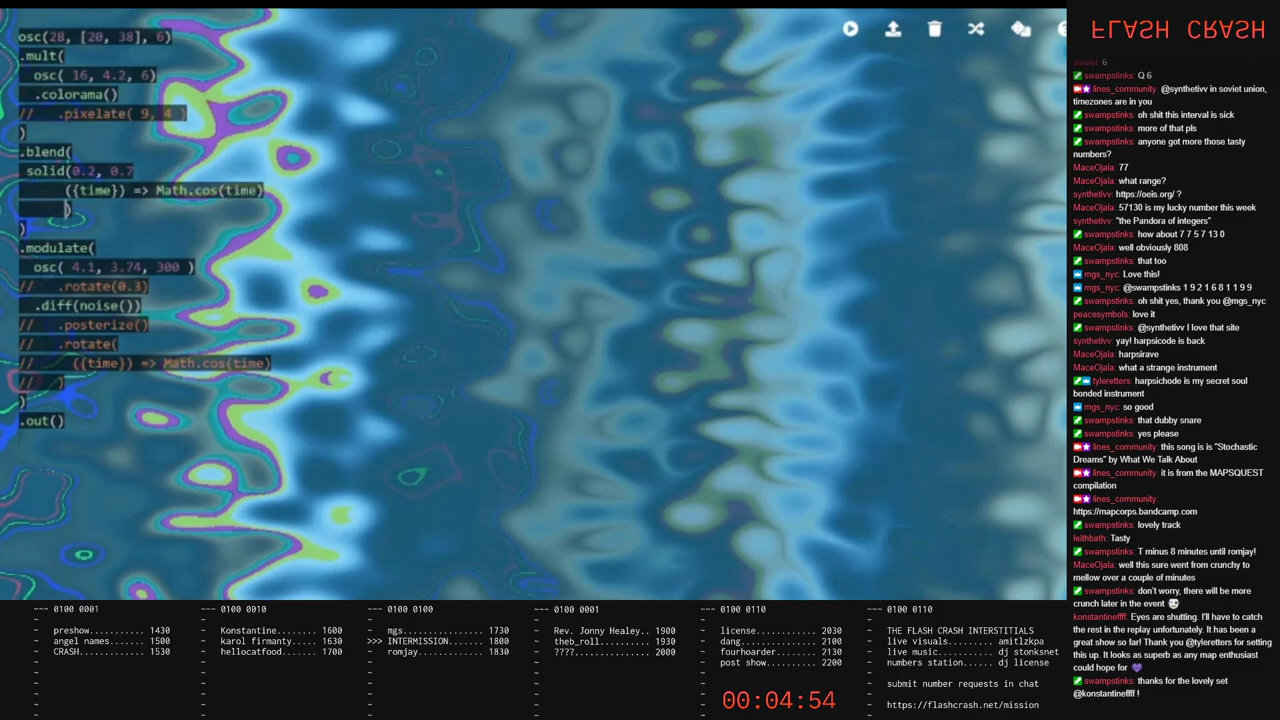 osc(28, [20, 38], 6)
.mult(
osc( 16, 4.2, 6)
.colorama()
// .pixelate( 9, 4 )
)
.blend(
solid(0.2, 0.7
({time}) => Math.cos(time)
)
)
.modulate(
osc( 4.1, 3.74, 300 )
// .rotate(0.3)
.diff(noise())
// .posterize()
// .rotate(
// ({time}) => Math.cos(time)
// )
)
.out()
FLASH CRASH
6
swampstinks: Q 6
lines_community: @synthetivv in soviet union,
timezones are in you
swampstinks: oh shit this interval is sick
swampstinks: more of that pls
swampstinks: anyone got more those tasty
numbers?
MaceOjala: 77
MaceOjala: what range?
synthetivv: https://oeis.org/ ?
MaceOjala: 57130 is my lucky number this week
synthetivv: "the Pandora of integers"
swampstinks: how about 7 7 5 7 13 0
MaceOjala: well obviously 808
swampstinks: that too
mgs_nyc: Love this!
mgs_nyc: @swampstinks 1 9 2 1 6 8 1 1 9 9
swampstinks: oh shit yes, thank you @mgs_nyc
peacesymbols: love it
swampstinks: @synthetivv I love that site
synthetivv: yay! harpsicode is back
MaceOjala: harpsirave
MaceOjala: what a strange instrument
tyleretters: harpsichode is my secret soul
bonded instrument
mgs_nyc: so good
swampstinks: that dubby snare
swampstinks: yes please
lines_community: this song is is "Stochastic
Dreams" by What We Talk About
lines_community: it is from the MAPSQUEST
compilation
lines_community:
https://mapcorps.bandcamp.com
swampstinks: lovely track
leithbath: Tasty
swampstinks: T minus 8 minutes until romjay!
MaceOjala: well this sure went from crunchy to
mellow over a couple of minutes
swampstinks: don't worry, there will be more
crunch later in the event
konstantineffff: Eyes are shutting. I'll have to catch
the rest in the replay unfortunately. It has been a
great show so far! Thank you @tyleretters for setting
this up. It looks as superb as any map enthusiast
could hope for
swampstinks: thanks for the lovely set
@konstantineffff !
~~~ 0100 0001
~
~ preshow.......... 1430
~ angel names...... 1500
~ CRASH............ 1530
~
~
~
~
~
~
~~~ 0100 0010
~
~ Konstantine...... 1600
~ karol firmanty... 1630
~ hellocatfood..... 1700
~
~
~
~
~
~
~~~ 0100 0100
~
~ mgs.............. 1730
>>> INTERMISSION..... 1800
~ romjay........... 1830
~
~
~
~
~
~
~~~ 0100 0001
~
~ Rev. Jonny Healey.. 1900
~ theb_roll.......... 1930
~ ????............... 2000
~
~
~
~
~
~
~~~ 0100 0110
~
~ license.......... 2030
~ dang............. 2100
~ fourhoarder...... 2130
~ post show........ 2200
~
~
~
~
~
00:04:54
~~~ 0100 0110
~
~ THE FLASH CRASH INTERSTITIALS
~ live visuals....... amitlzkpa
~ live music....... dj stonksnet
~ numbers station...... dj license
~
~ submit number requests in chat
~
~ https://flashcrash.net/mission
~